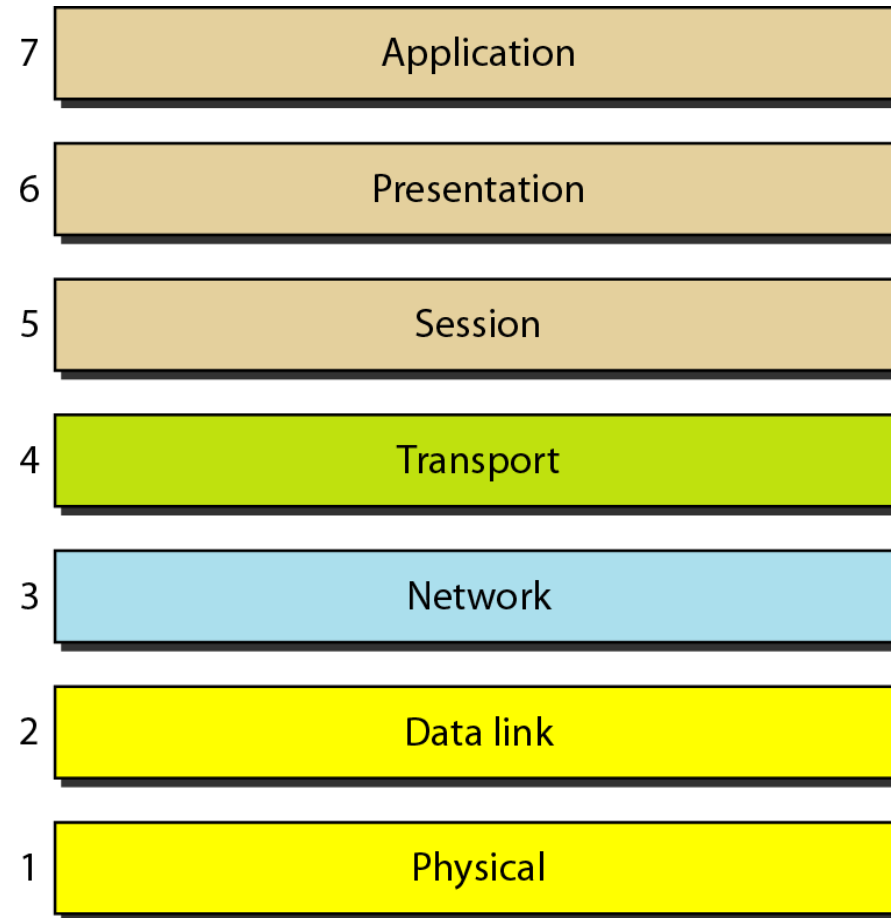 7 Application
6 Presentation
5 Session
4 Transport
3 Network
2 Data link
1 Physical